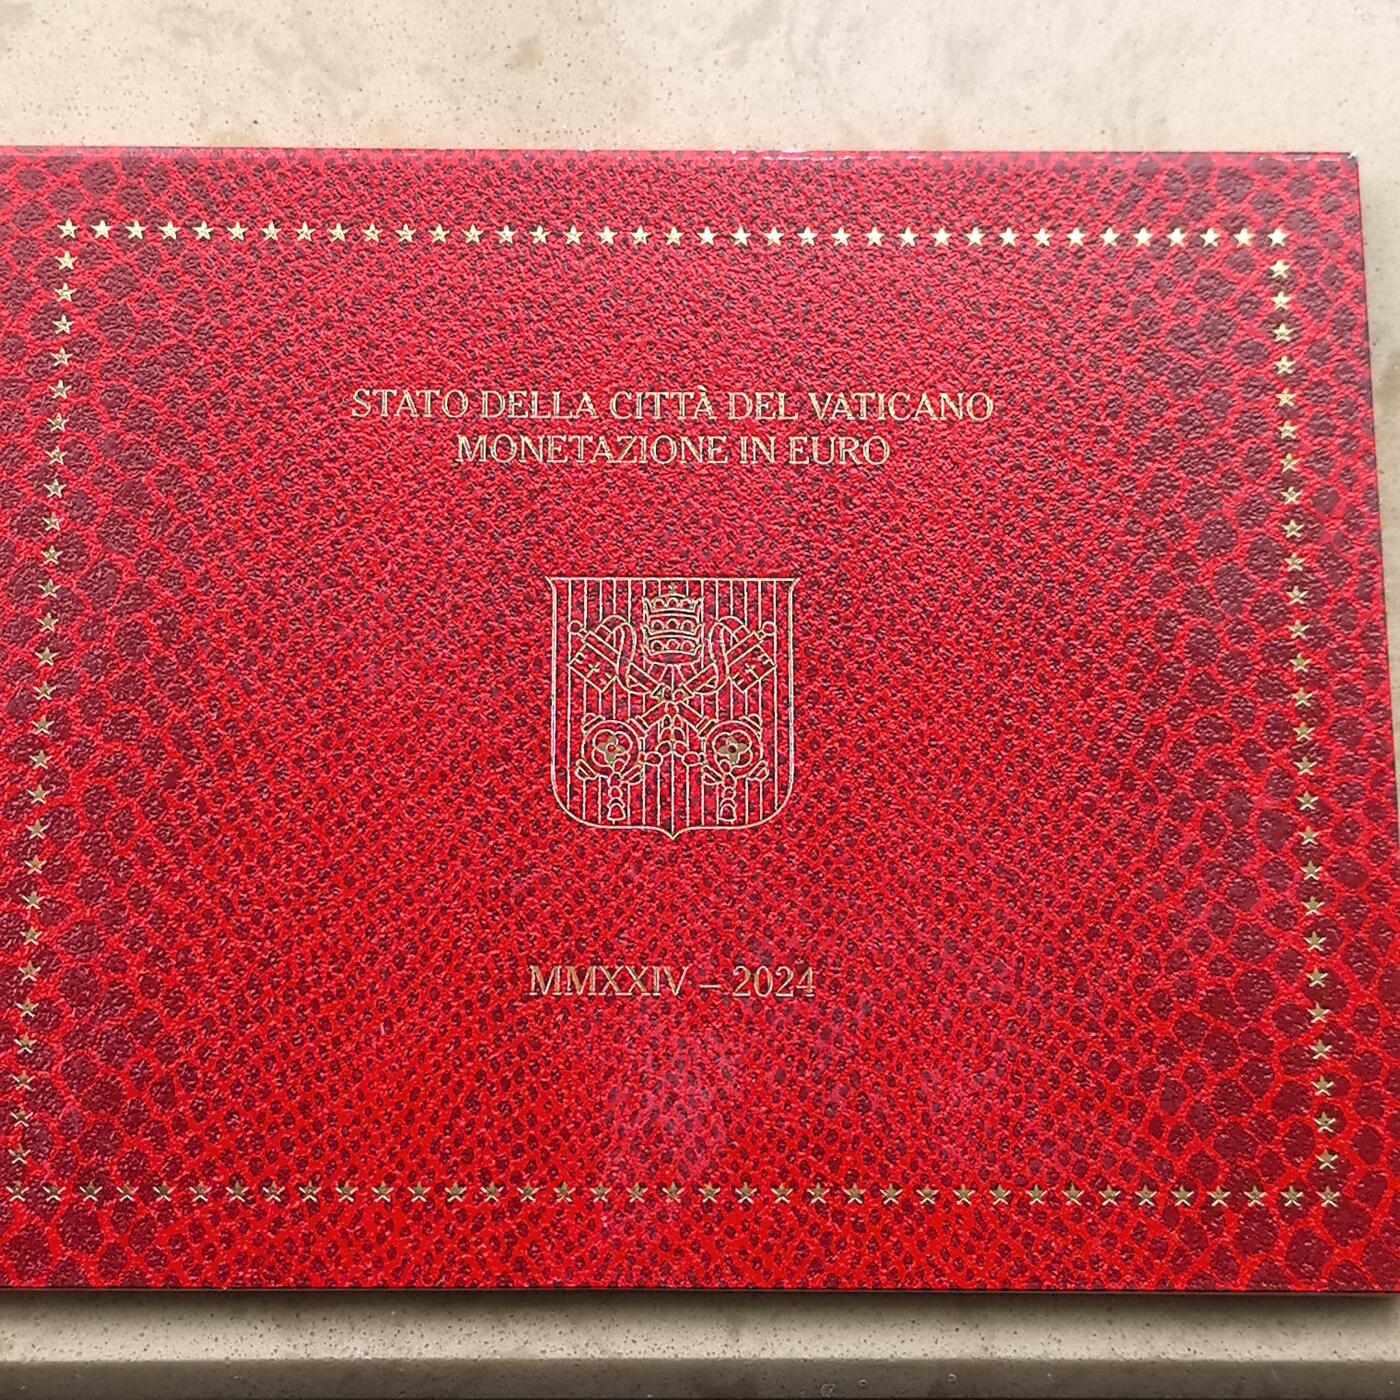 STATO DELLA CITTÀ DEL VATICANO
MONETAZIONE IN EURO
MMXXIV – 2024